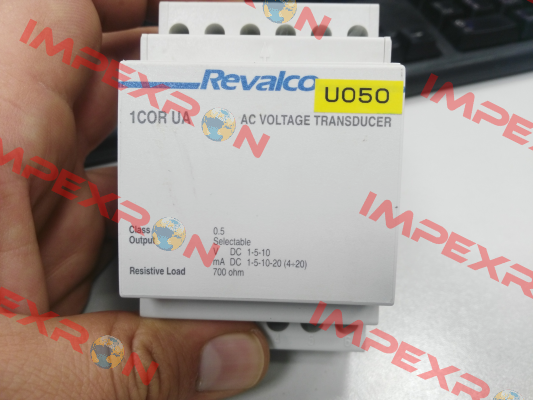 Revalco
U050
1COR UA AC VOLTAGE TRANSDUCER
Class 0.5
Output Selectable
V DC 1-5-10
mA DC 1-5-10-20 (4-20)
Resistive Load 700 ohm
IMPEXRON
IMPEXRON
IMPEXRON
IMPEXRON
IMPEXRON